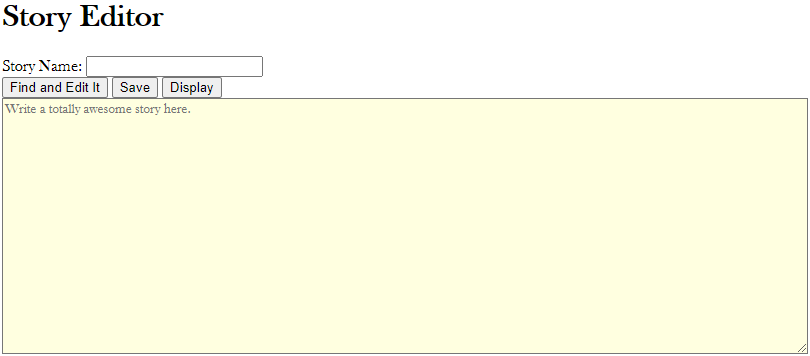 Story Editor
Story Name:
Find and Edit It Save Display
Write a totally awesome story here.